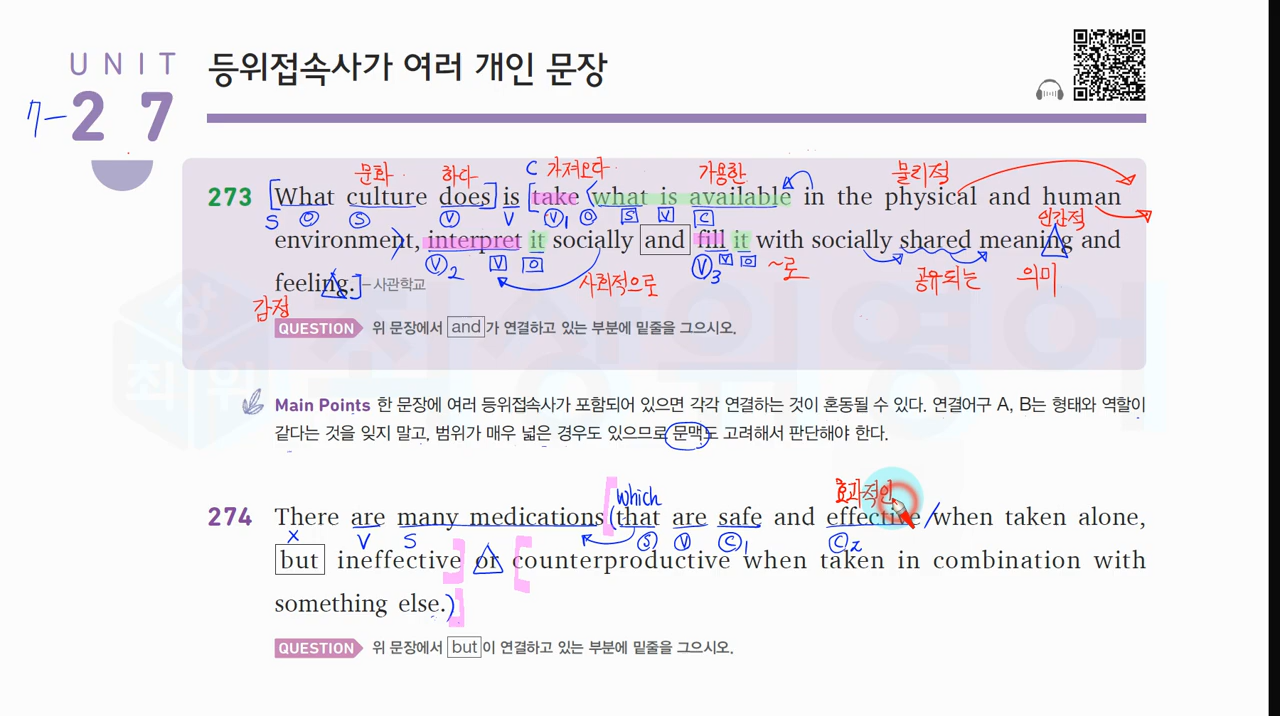 UNIT
등위접속사가 여러 개인 문장
7-27
문화 하다 C 가져오다 가용한 물리적
273 [What culture does] is [take (what is available in the physical and human
S O S V V V1 O S V C 인간적
environment), interpret it socially and fill it with socially shared meaning and
V2 V O 사회적으로 V3 V O ~로 공유되는 의미
feeling.] – 사관학교
감정
QUESTION 위 문장에서 and가 연결하고 있는 부분에 밑줄을 그으시오.
최상위영어
Main Points 한 문장에 여러 등위접속사가 포함되어 있으면 각각 연결하는 것이 혼동될 수 있다. 연결어구 A, B는 형태와 역할이
같다는 것을 잊지 말고, 범위가 매우 넓은 경우도 있으므로 문맥도 고려해서 판단해야 한다.
which 효과적인
274 There are many medications (that are safe and effective / when taken alone,
X V S S V C1 C2
but ineffective or counterproductive when taken in combination with
something else.)
QUESTION 위 문장에서 but이 연결하고 있는 부분에 밑줄을 그으시오.